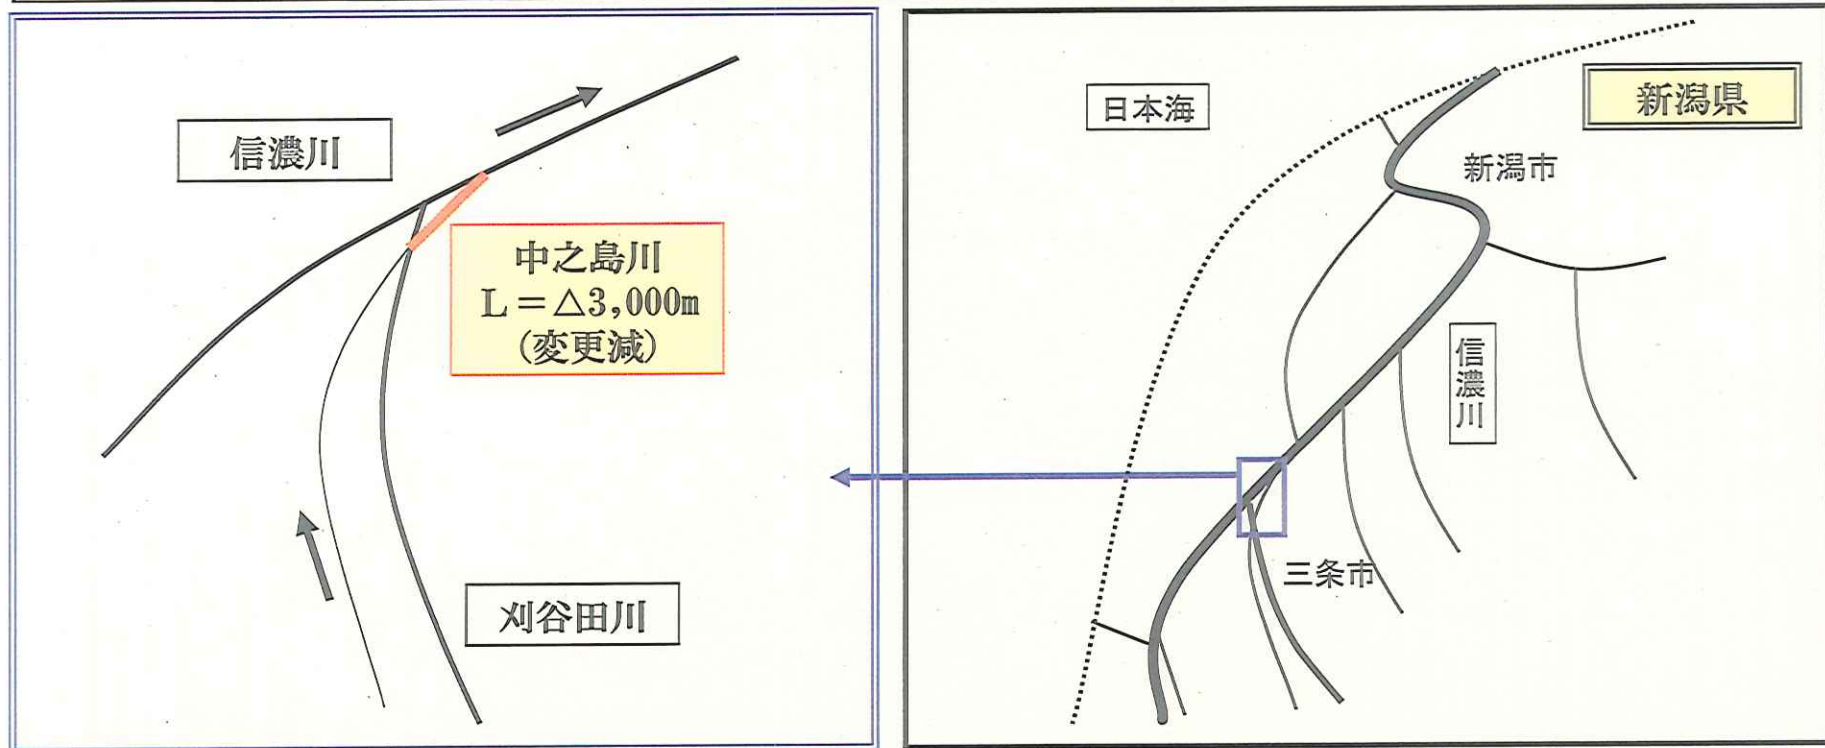 信濃川
中之島川
L=△3,000m
(変更減)
刈谷田川
日本海
新潟県
新潟市
信濃川
三条市